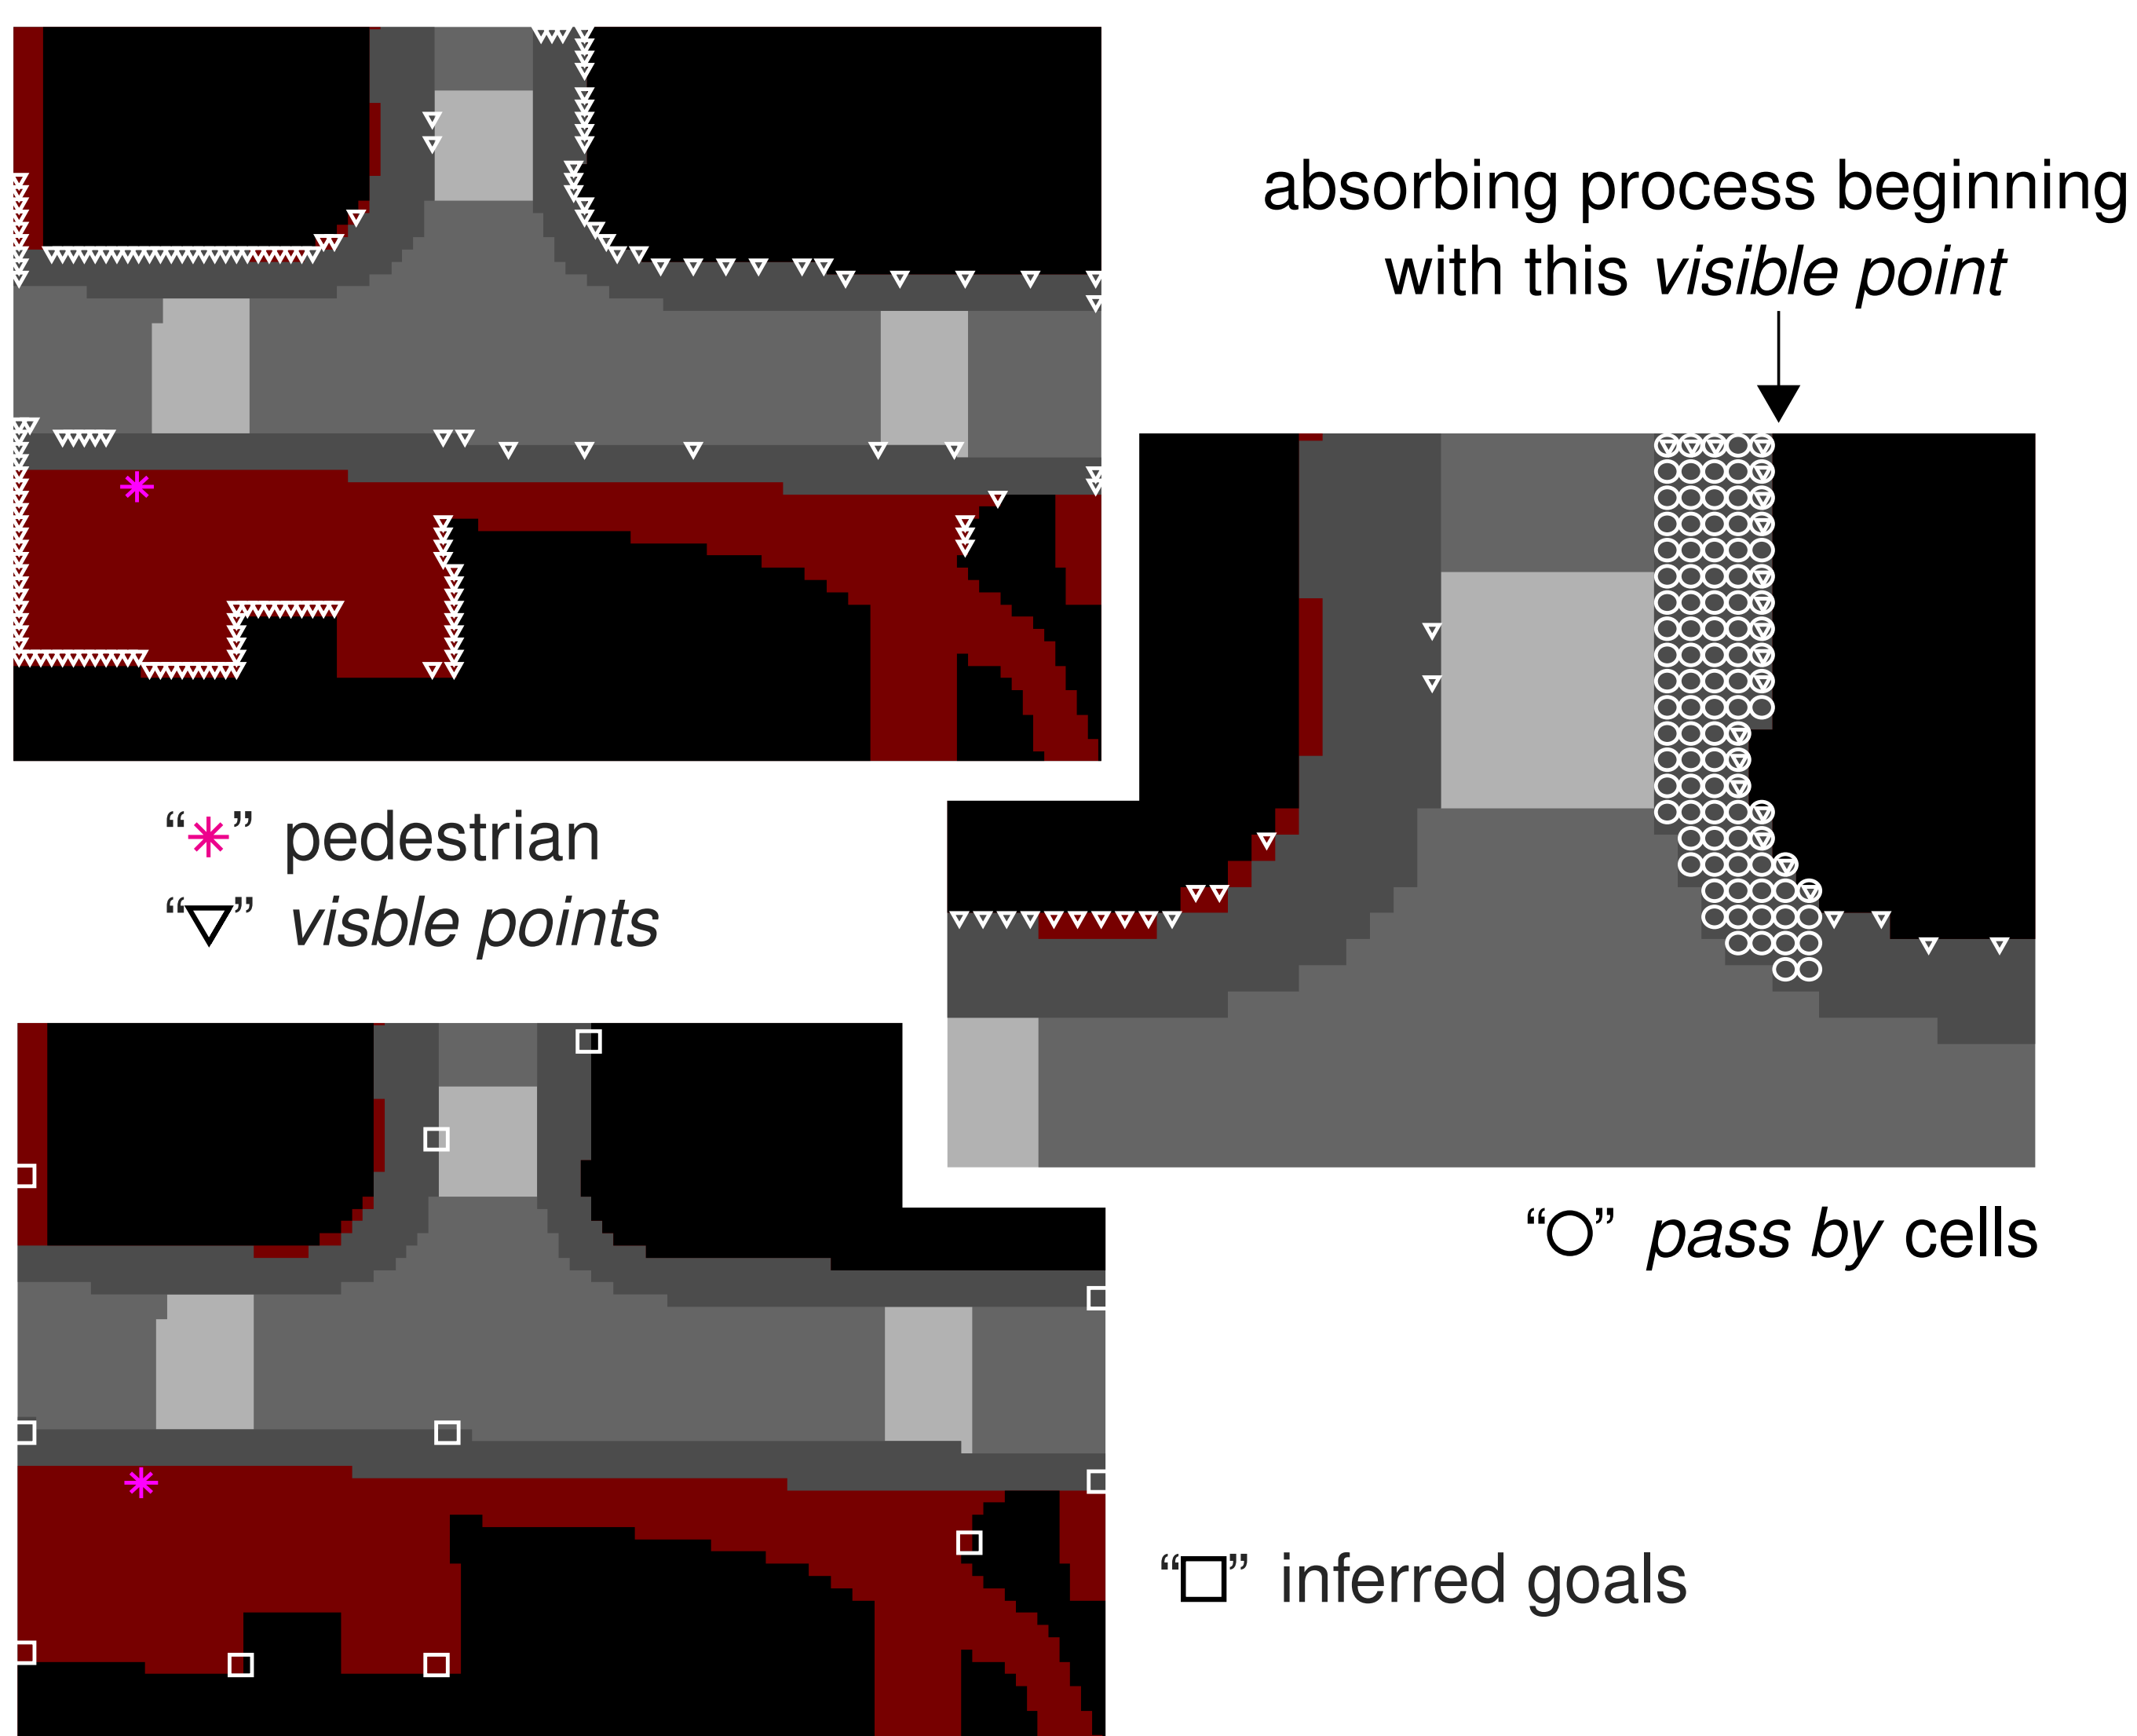 absorbing process beginning
with this visible point
“✳” pedestrian
“▽” visble points
“○” pass by cells
“□” inferred goals